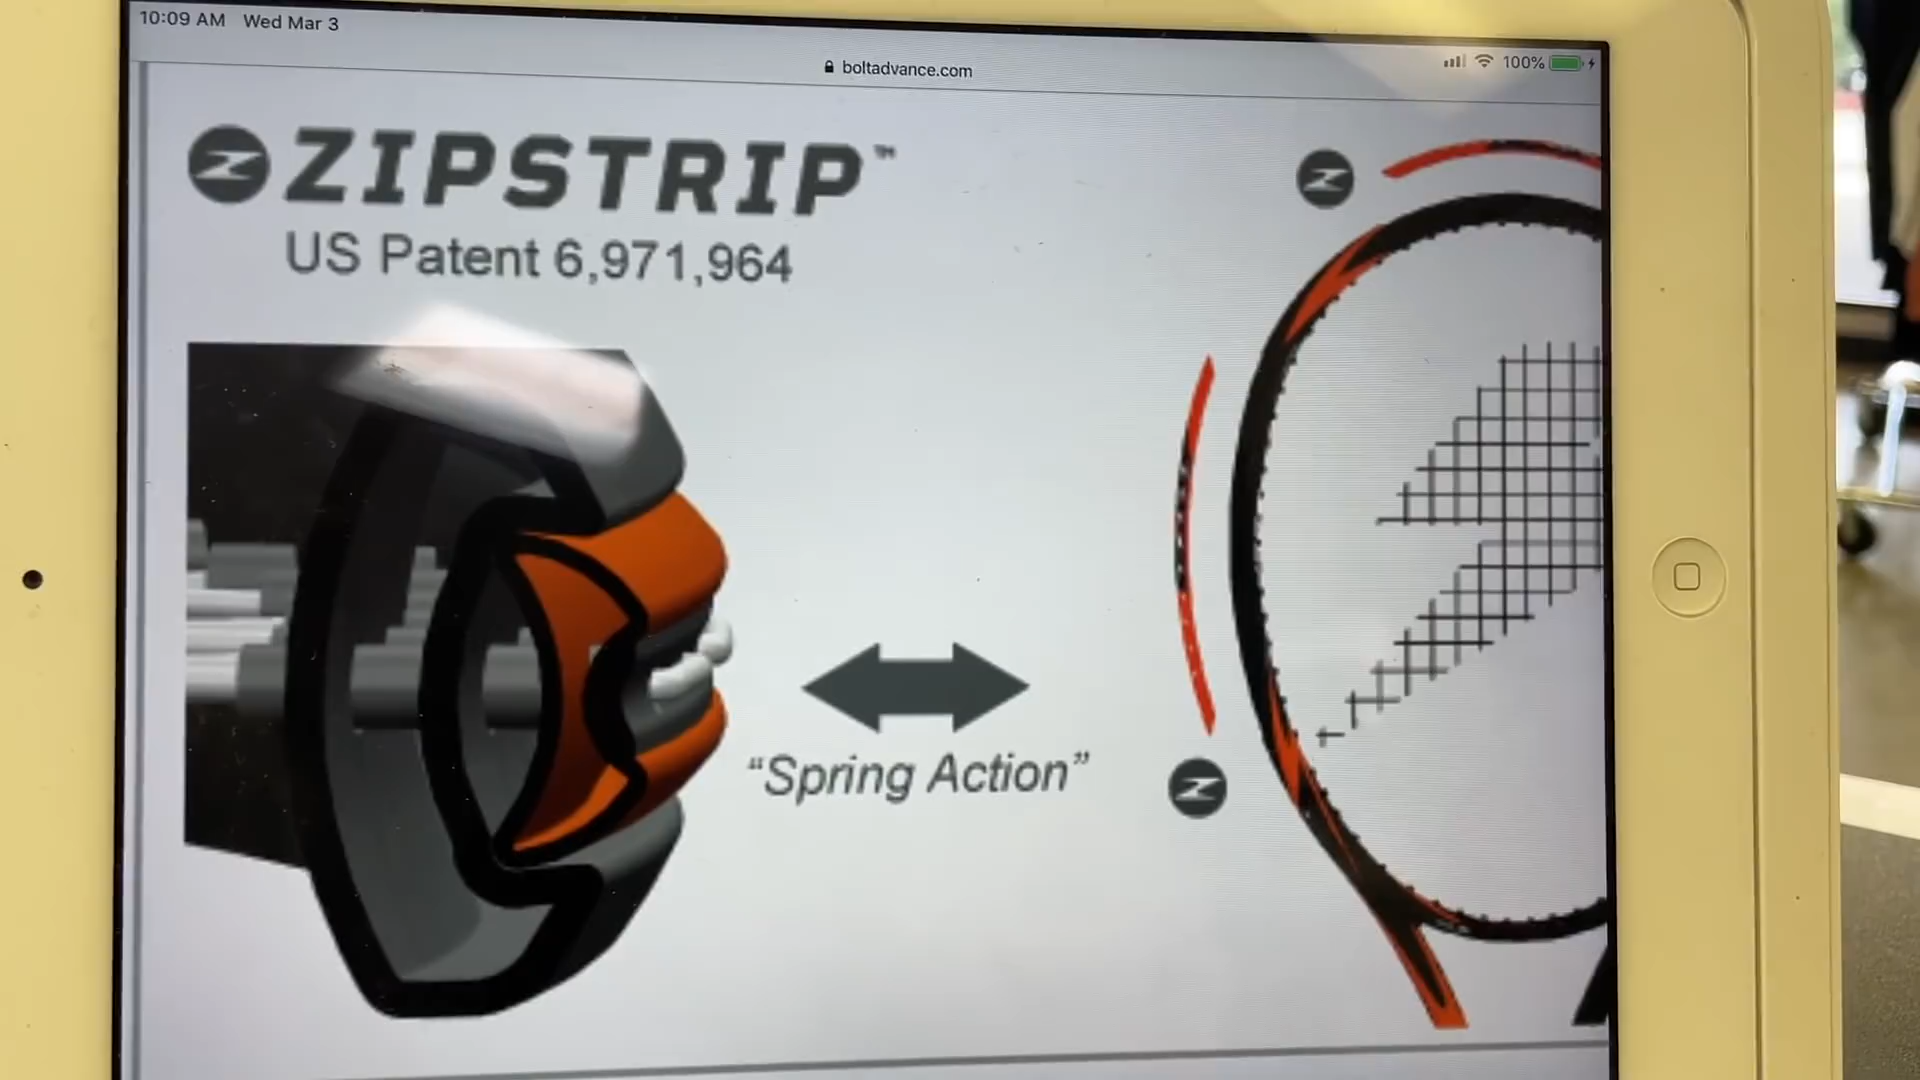 10:09 AM Wed Mar 3
boltadvance.com
100%
ZIPSTRIP™
US Patent 6,971,964
“Spring Action”